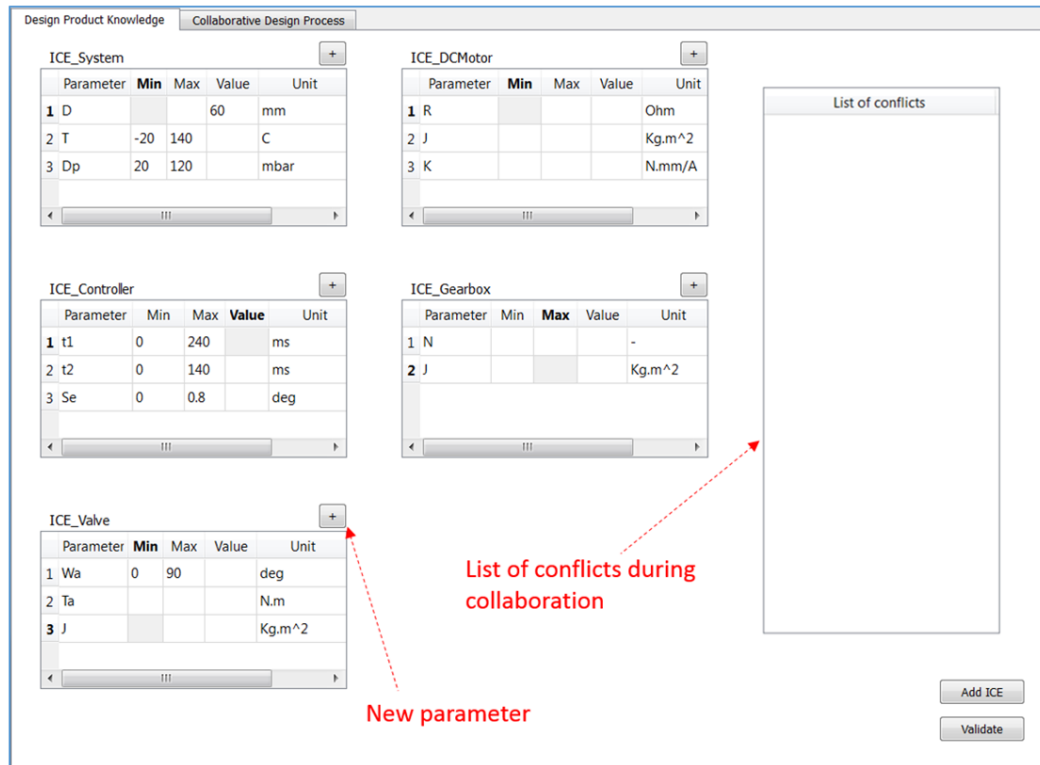 Design Product Knowledge Collaborative Design Process
ICE_System +
Parameter Min Max Value Unit
1 D 60 mm
2 T -20 140 C
3 Dp 20 120 mbar
ICE_DCMotor +
Parameter Min Max Value Unit
1 R Ohm
2 J Kg.m^2
3 K N.mm/A
List of conflicts
ICE_Controller +
Parameter Min Max Value Unit
1 t1 0 240 ms
2 t2 0 140 ms
3 Se 0 0.8 deg
ICE_Gearbox +
Parameter Min Max Value Unit
1 N -
2 J Kg.m^2
ICE_Valve +
Parameter Min Max Value Unit
1 Wa 0 90 deg
2 Ta N.m
3 J Kg.m^2
List of conflicts during
collaboration
New parameter
Add ICE
Validate